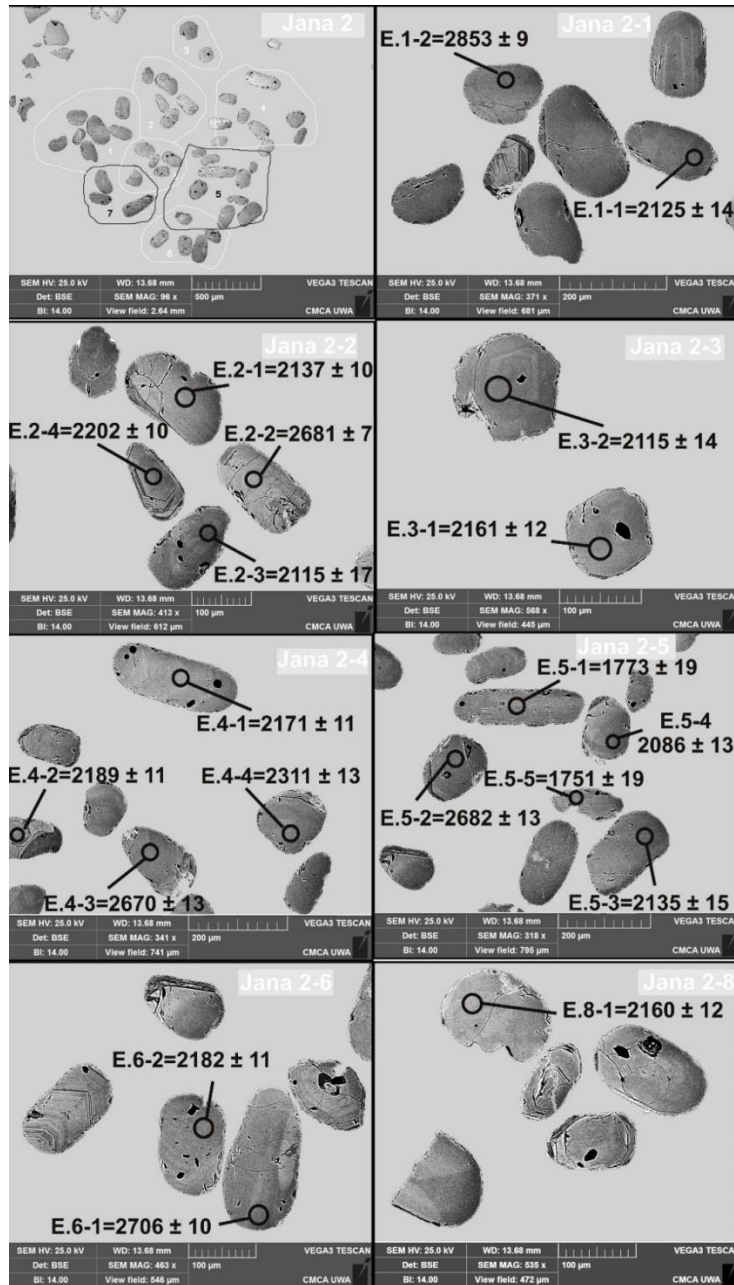 Jana 2
3
4
2
1
5
7
6
SEM HV: 25.0 kV WD: 13.68 mm VEGA3 TESCAN
Det: BSE SEM MAG: 96 x 500 µm
BI: 14.00 View field: 2.64 mm CMCA UWA
Jana 2-1
E.1-2=2853 ± 9
E.1-1=2125 ± 14
SEM HV: 25.0 kV WD: 13.68 mm VEGA3 TESCAN
Det: BSE SEM MAG: 371 x 200 µm
BI: 14.00 View field: 681 µm CMCA UWA
Jana 2-2
E.2-1=2137 ± 10
E.2-4=2202 ± 10
E.2-2=2681 ± 7
E.2-3=2115 ± 17
SEM HV: 25.0 kV WD: 13.68 mm VEGA3 TESCAN
Det: BSE SEM MAG: 413 x 100 µm
BI: 14.00 View field: 612 µm CMCA UWA
Jana 2-3
E.3-2=2115 ± 14
E.3-1=2161 ± 12
SEM HV: 25.0 kV WD: 13.68 mm VEGA3 TESCAN
Det: BSE SEM MAG: 568 x 100 µm
BI: 14.00 View field: 445 µm CMCA UWA
Jana 2-4
E.4-1=2171 ± 11
E.4-2=2189 ± 11
E.4-4=2311 ± 13
E.4-3=2670 ± 13
SEM HV: 25.0 kV WD: 13.68 mm VEGA3 TESCAN
Det: BSE SEM MAG: 341 x 200 µm
BI: 14.00 View field: 741 µm CMCA UWA
Jana 2-5
E.5-1=1773 ± 19
E.5-4
2086 ± 13
E.5-5=1751 ± 19
E.5-2=2682 ± 13
E.5-3=2135 ± 15
SEM HV: 25.0 kV WD: 13.68 mm VEGA3 TESCAN
Det: BSE SEM MAG: 318 x 200 µm
BI: 14.00 View field: 795 µm CMCA UWA
Jana 2-6
E.6-2=2182 ± 11
E.6-1=2706 ± 10
SEM HV: 25.0 kV WD: 13.68 mm VEGA3 TESCAN
Det: BSE SEM MAG: 463 x 100 µm
BI: 14.00 View field: 546 µm CMCA UWA
Jana 2-8
E.8-1=2160 ± 12
SEM HV: 25.0 kV WD: 13.68 mm VEGA3 TESCAN
Det: BSE SEM MAG: 535 x 100 µm
BI: 14.00 View field: 472 µm CMCA UWA